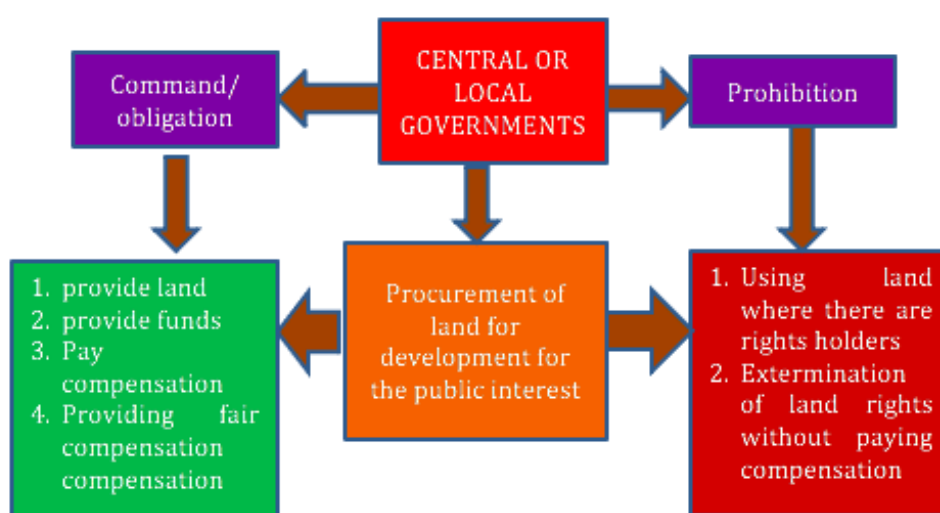 CENTRAL OR
LOCAL
GOVERNMENTS
Command/
obligation
Prohibition
1. provide land
2. provide funds
3. Pay
compensation
4. Providing fair
compensation
compensation
Procurement of
land for
development for
the public interest
1. Using land
where there are
rights holders
2. Extermination
of land rights
without paying
compensation